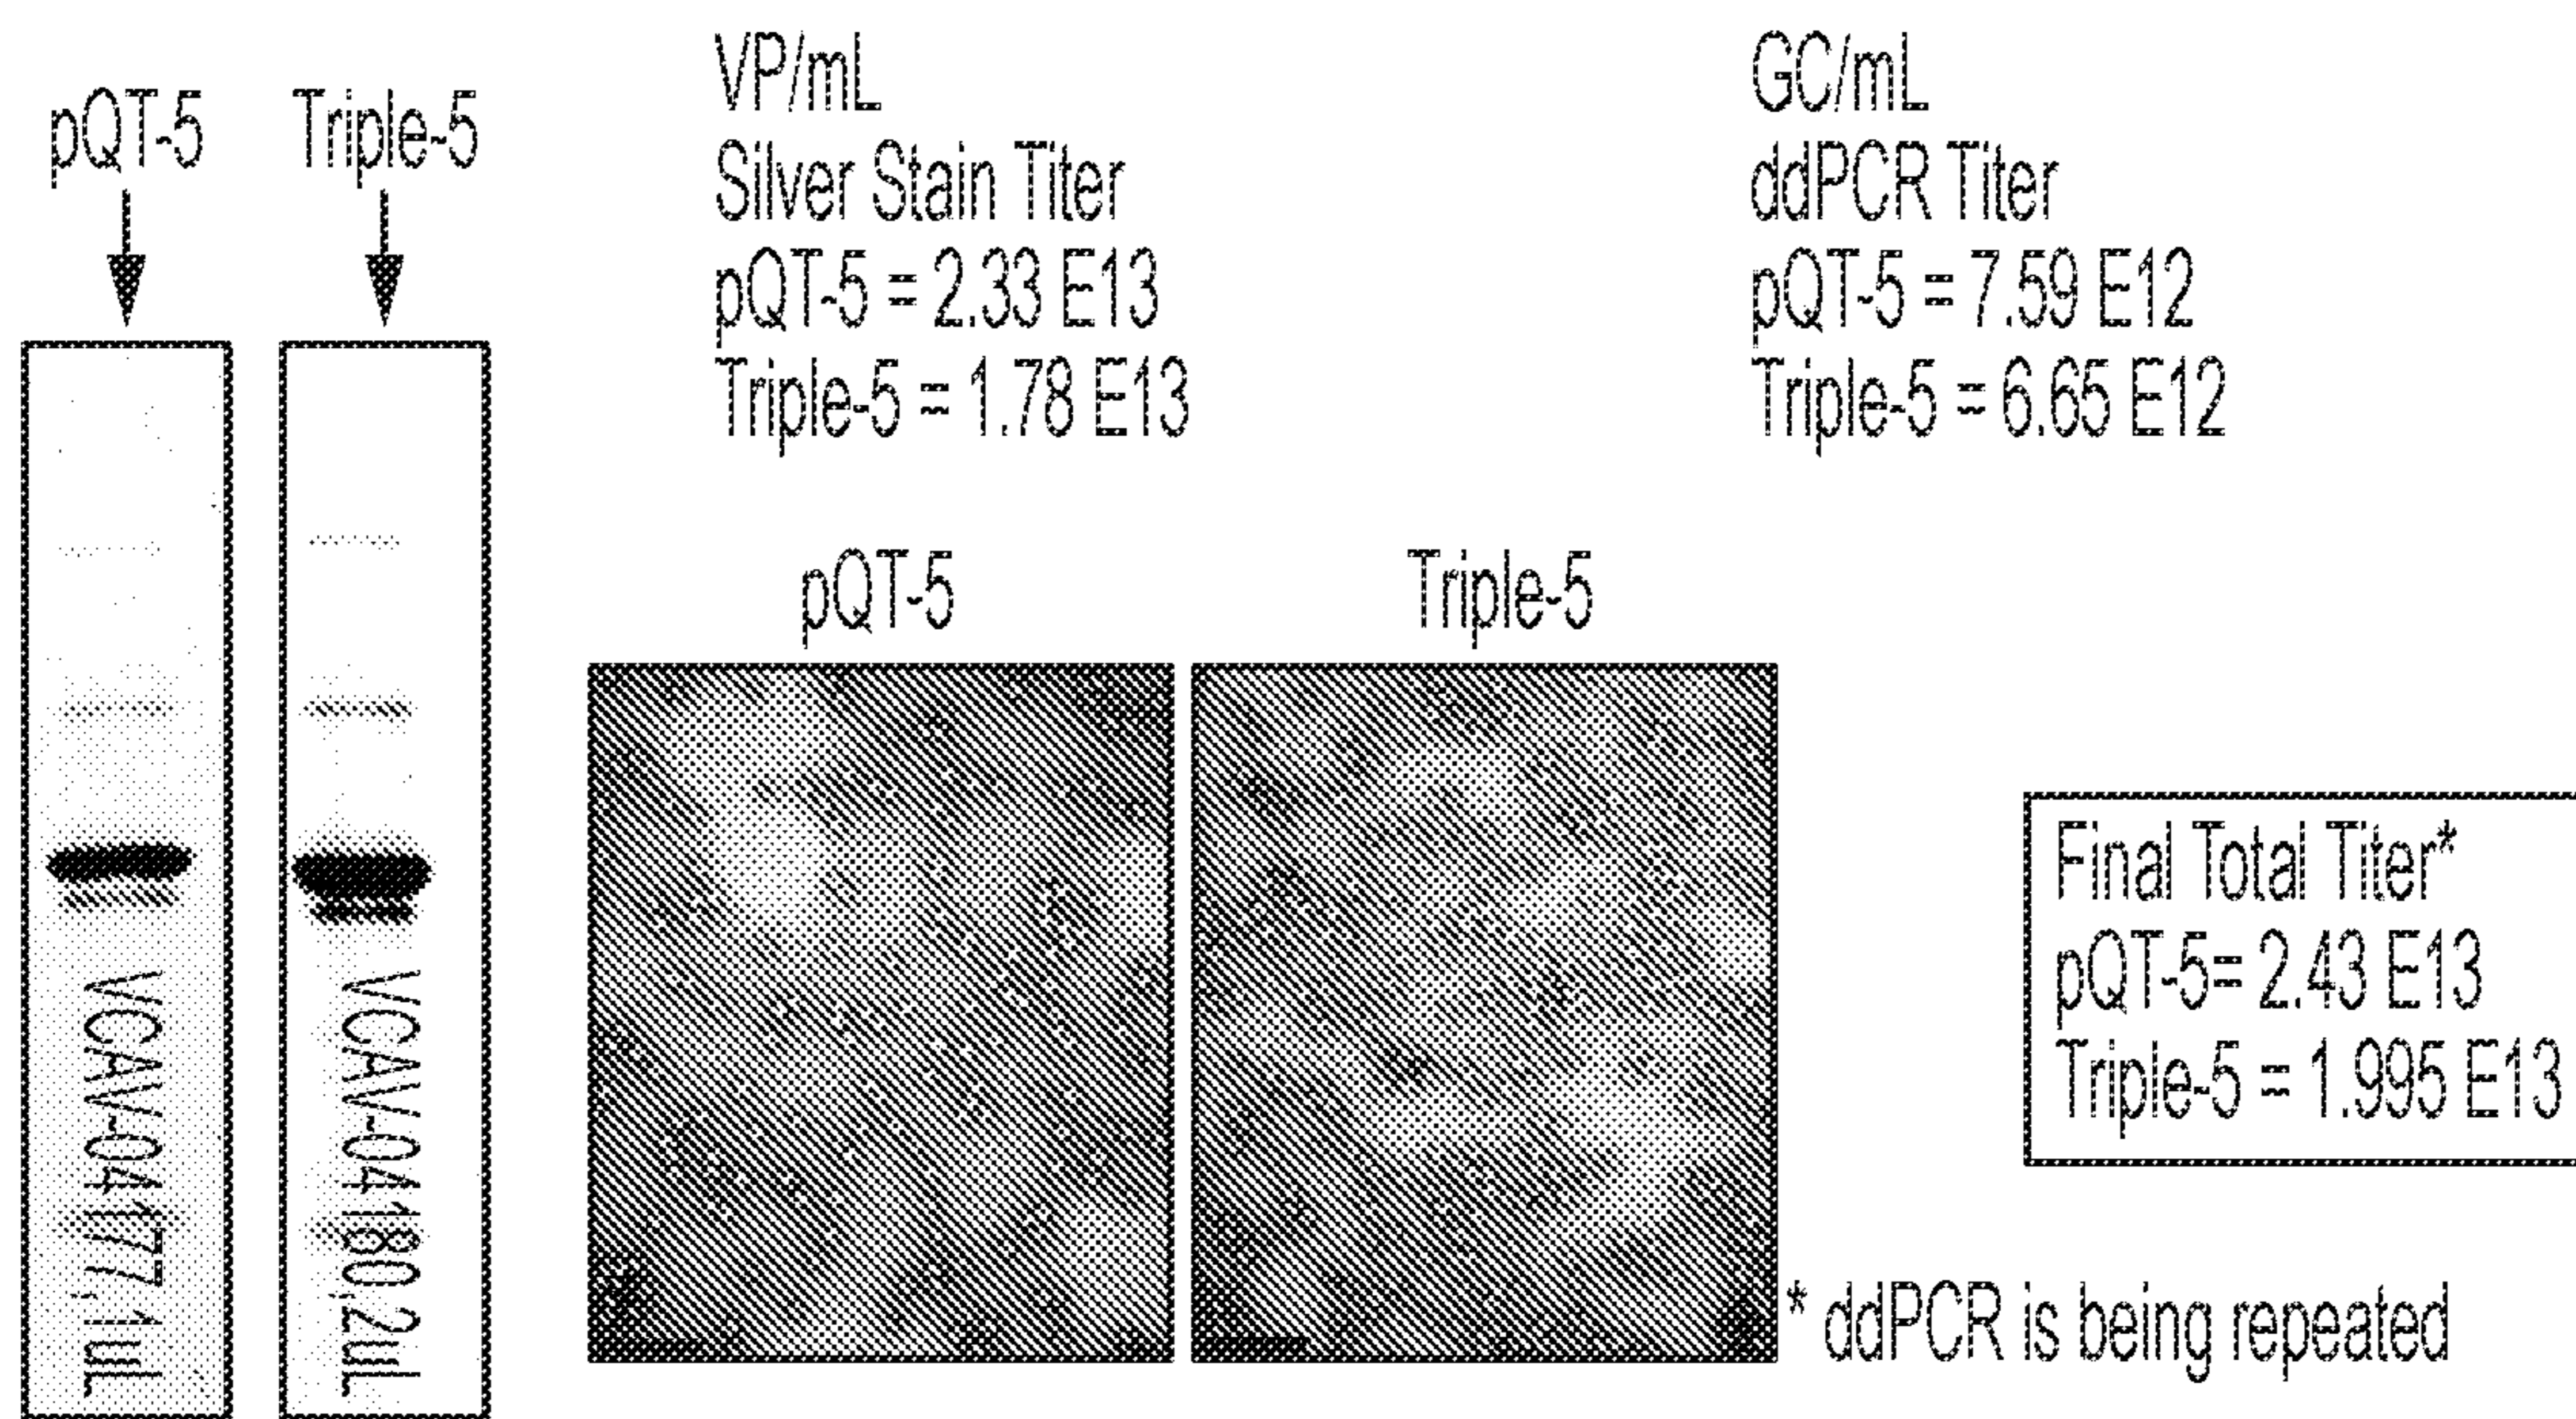 pQT-5
Triple-5
VP/mL
Silver Stain Titer
pQT-5 = 2.33 E13
Triple-5 = 1.78 E13
GC/mL
ddPCR Titer
pQT-5 = 7.59 E12
Triple-5 = 6.65 E12
VCAV-04177,1uL
VCAV-04180,2uL
pQT-5
Triple-5
Final Total Titer*
pQT-5= 2.43 E13
Triple-5 = 1.995 E13
* ddPCR is being repeated